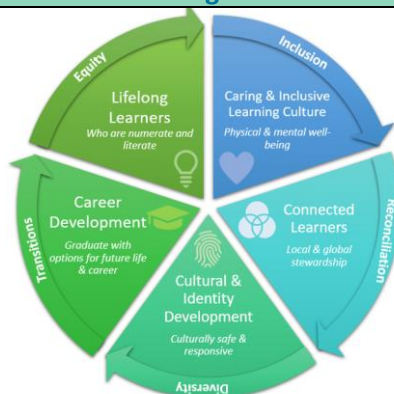 Equity
Lifelong
Learners
Who are numerate and
literate
Inclusion
Caring & Inclusive
Learning Culture
Physical & mental well-
being
Reconciliation
Connected
Learners
Local & global
stewardship
Diversity
Cultural &
Identity
Development
Culturally safe &
responsive
Transitions
Career
Development
Graduate with
options for future life
& career